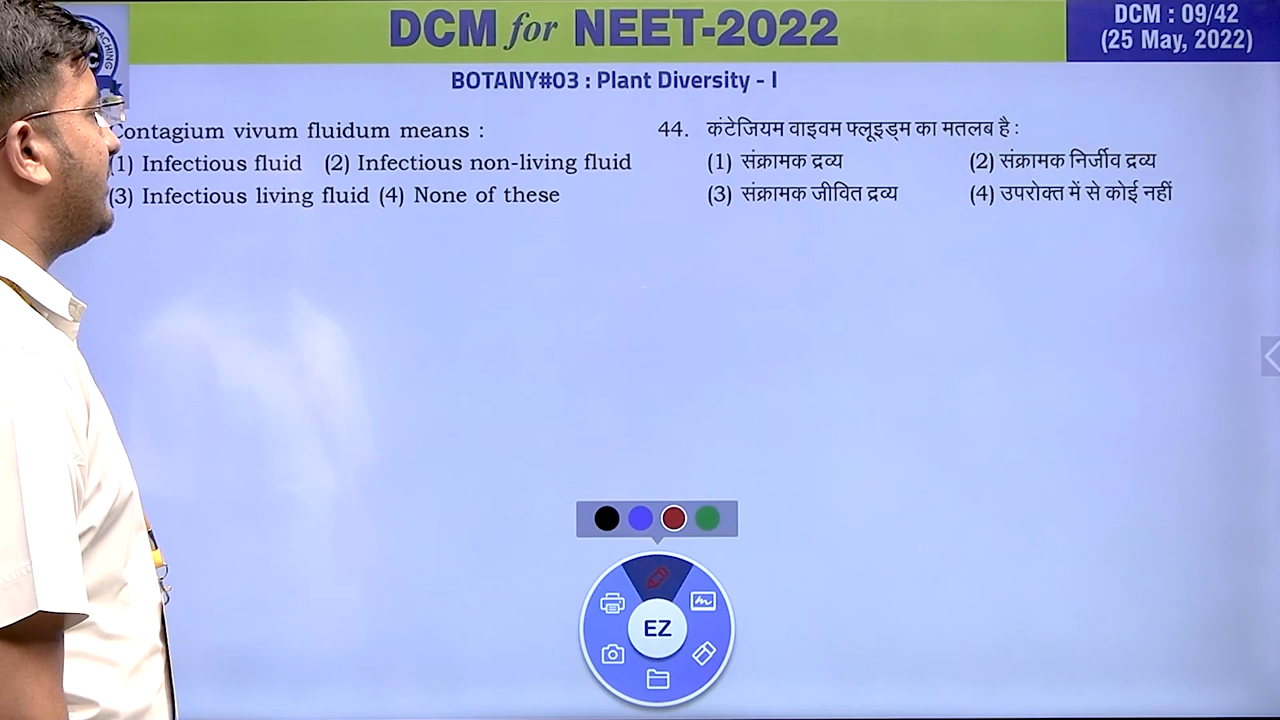 DCM for NEET-2022
DCM : 09/42
(25 May, 2022)
COACHING
BOTANY#03 : Plant Diversity - I
Contagium vivum fluidum means :
(1) Infectious fluid (2) Infectious non-living fluid
(3) Infectious living fluid (4) None of these
44. कंटेजियम वाइवम फ्लूइड्म का मतलब है :
(1) संक्रामक द्रव्य (2) संक्रामक निर्जीव द्रव्य
(3) संक्रामक जीवित द्रव्य (4) उपरोक्त में से कोई नहीं
EZ